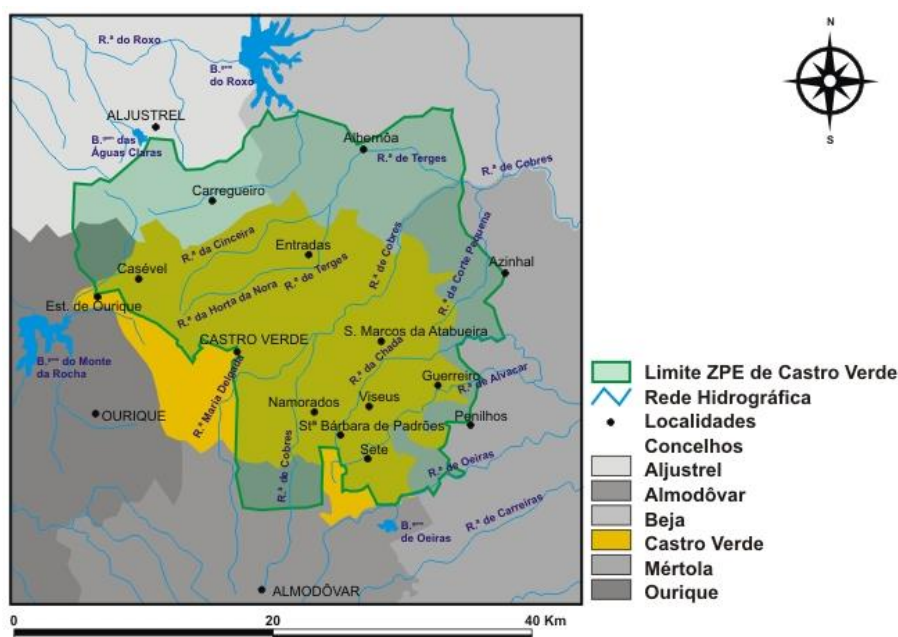 N
S
R.ª do Roxo
B.gem
do Roxo
ALJUSTREL
B.gem das
Águas Claras
Albernôa
R.ª de Terges
R.ª de Cobres
Carregueiro
R.ª da Cinceira
Entradas
R.ª de Cobres
R.ª da Corte Pequena
Azinhal
Casével
R.ª de Terges
R.ª da Horta da Nora
Est. de Ourique
CASTRO VERDE
S. Marcos da Atabueira
B.gem do Monte
da Rocha
R.ª da Chada
Guerreiro
R.ª de Alvacar
R.ª Maria Delgada
OURIQUE
Namorados
Viseus
Penilhos
Stª Bárbara de Padrões
Sete
R.ª de Cobres
R.ª de Oeiras
R.ª de Carreiras
B.gem
de Oeiras
ALMODÔVAR
0
20
40 Km
Limite ZPE de Castro Verde
Rede Hidrográfica
Localidades
Concelhos
Aljustrel
Almodôvar
Beja
Castro Verde
Mértola
Ourique